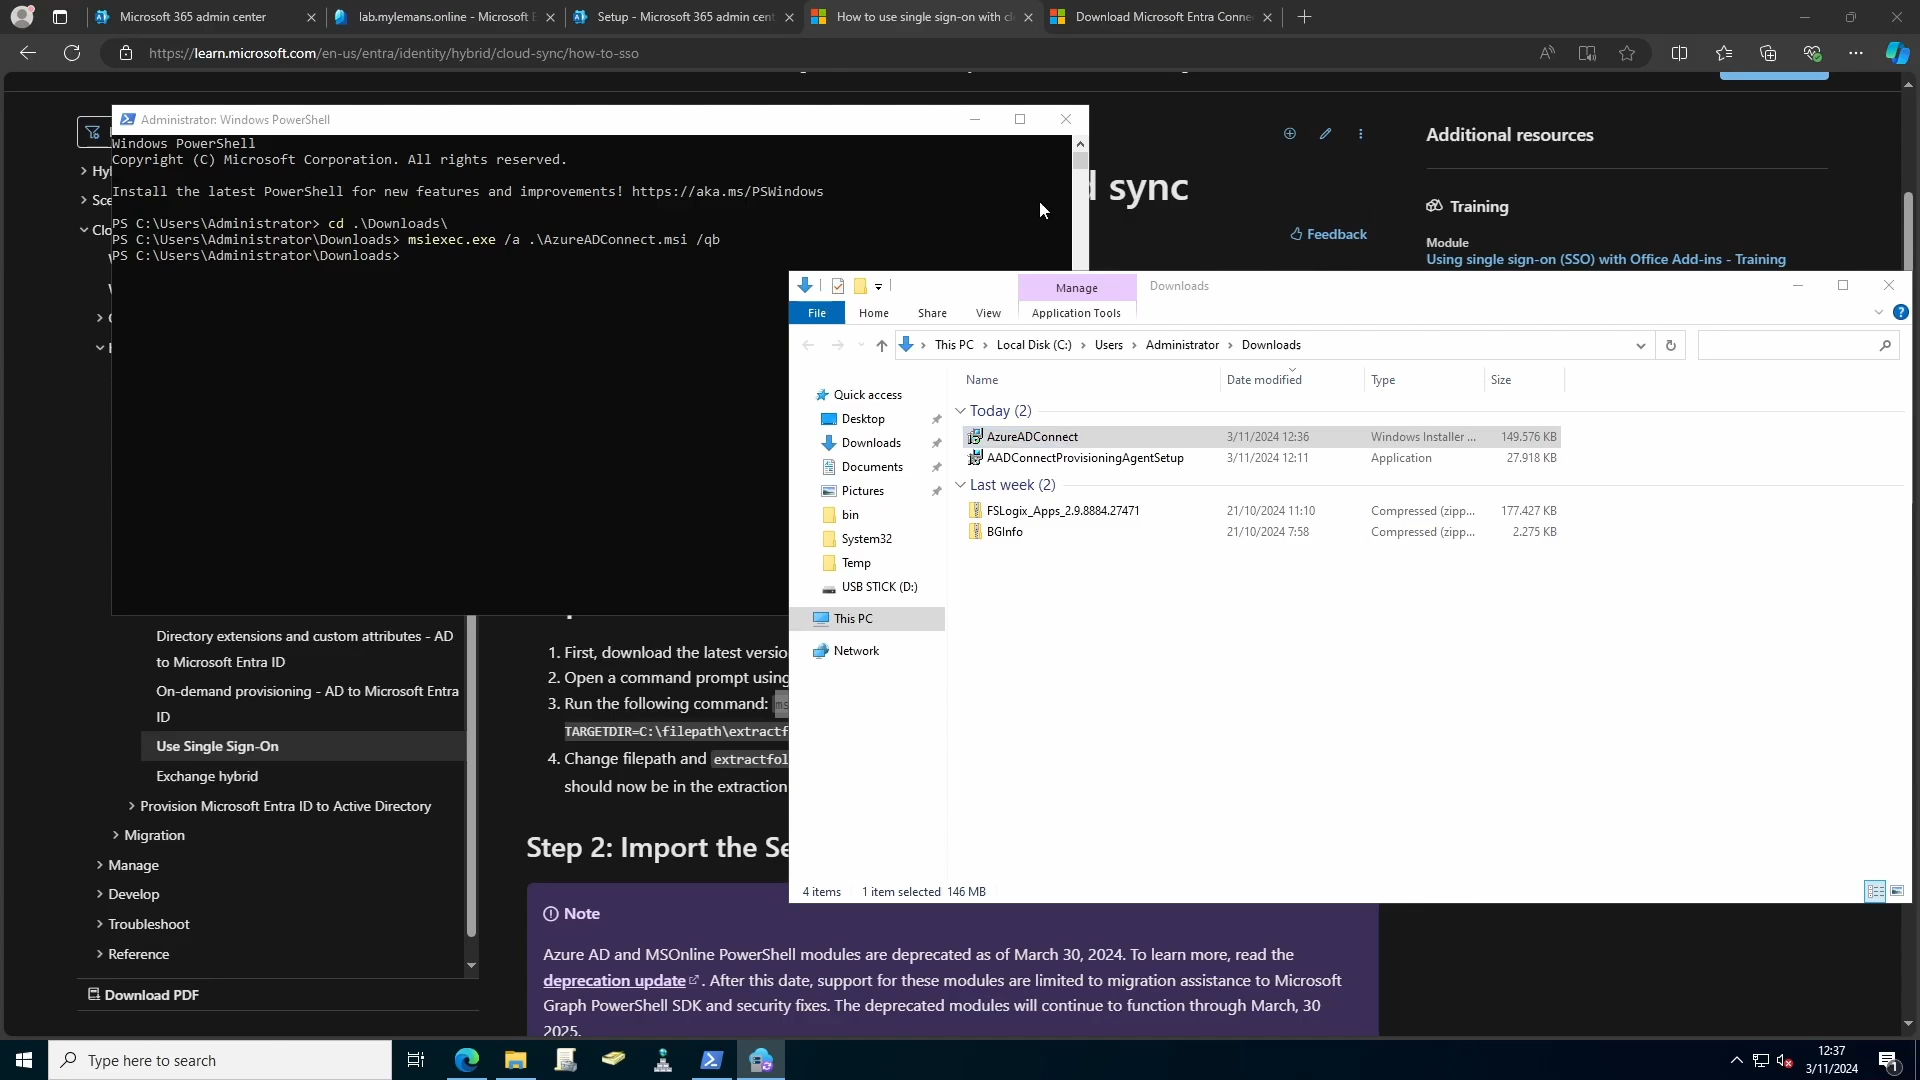 Microsoft 365 admin center
lab.mylemans.online - Microsoft E
Setup - Microsoft 365 admin cent
How to use single sign-on with cl
Download Microsoft Entra Conne
https://learn.microsoft.com/en-us/entra/identity/hybrid/cloud-sync/how-to-sso
Administrator: Windows PowerShell
Windows PowerShell
Copyright (C) Microsoft Corporation. All rights reserved.
Install the latest PowerShell for new features and improvements! https://aka.ms/PSWindows
PS C:\Users\Administrator> cd .\Downloads\
PS C:\Users\Administrator\Downloads> msiexec.exe /a .\AzureADConnect.msi /qb
PS C:\Users\Administrator\Downloads>
Hyl
Sce
Clo
d sync
Feedback
Additional resources
Training
Module
Using single sign-on (SSO) with Office Add-ins - Training
Manage
Downloads
File
Home
Share
View
Application Tools
This PC
Local Disk (C:)
Users
Administrator
Downloads
Name
Date modified
Type
Size
Quick access
Desktop
Downloads
Documents
Pictures
bin
System32
Temp
USB STICK (D:)
This PC
Network
Today (2)
AzureADConnect 3/11/2024 12:36 Windows Installer ... 149.576 KB
AADConnectProvisioningAgentSetup 3/11/2024 12:11 Application 27.918 KB
Last week (2)
FSLogix_Apps_2.9.8884.27471 21/10/2024 11:10 Compressed (zipp... 177.427 KB
BGInfo 21/10/2024 7:58 Compressed (zipp... 2.275 KB
4 items 1 item selected 146 MB
Directory extensions and custom attributes - AD
to Microsoft Entra ID
On-demand provisioning - AD to Microsoft Entra
ID
Use Single Sign-On
Exchange hybrid
Provision Microsoft Entra ID to Active Directory
Migration
Manage
Develop
Troubleshoot
Reference
Download PDF
1. First, download the latest versio
2. Open a command prompt using
3. Run the following command: ms
TARGETDIR=C:\filepath\extractf
4. Change filepath and extractfol
should now be in the extraction
Step 2: Import the Se
Note
Azure AD and MSOnline PowerShell modules are deprecated as of March 30, 2024. To learn more, read the
deprecation update. After this date, support for these modules are limited to migration assistance to Microsoft
Graph PowerShell SDK and security fixes. The deprecated modules will continue to function through March, 30
2025.
Type here to search
12:37
3/11/2024
1